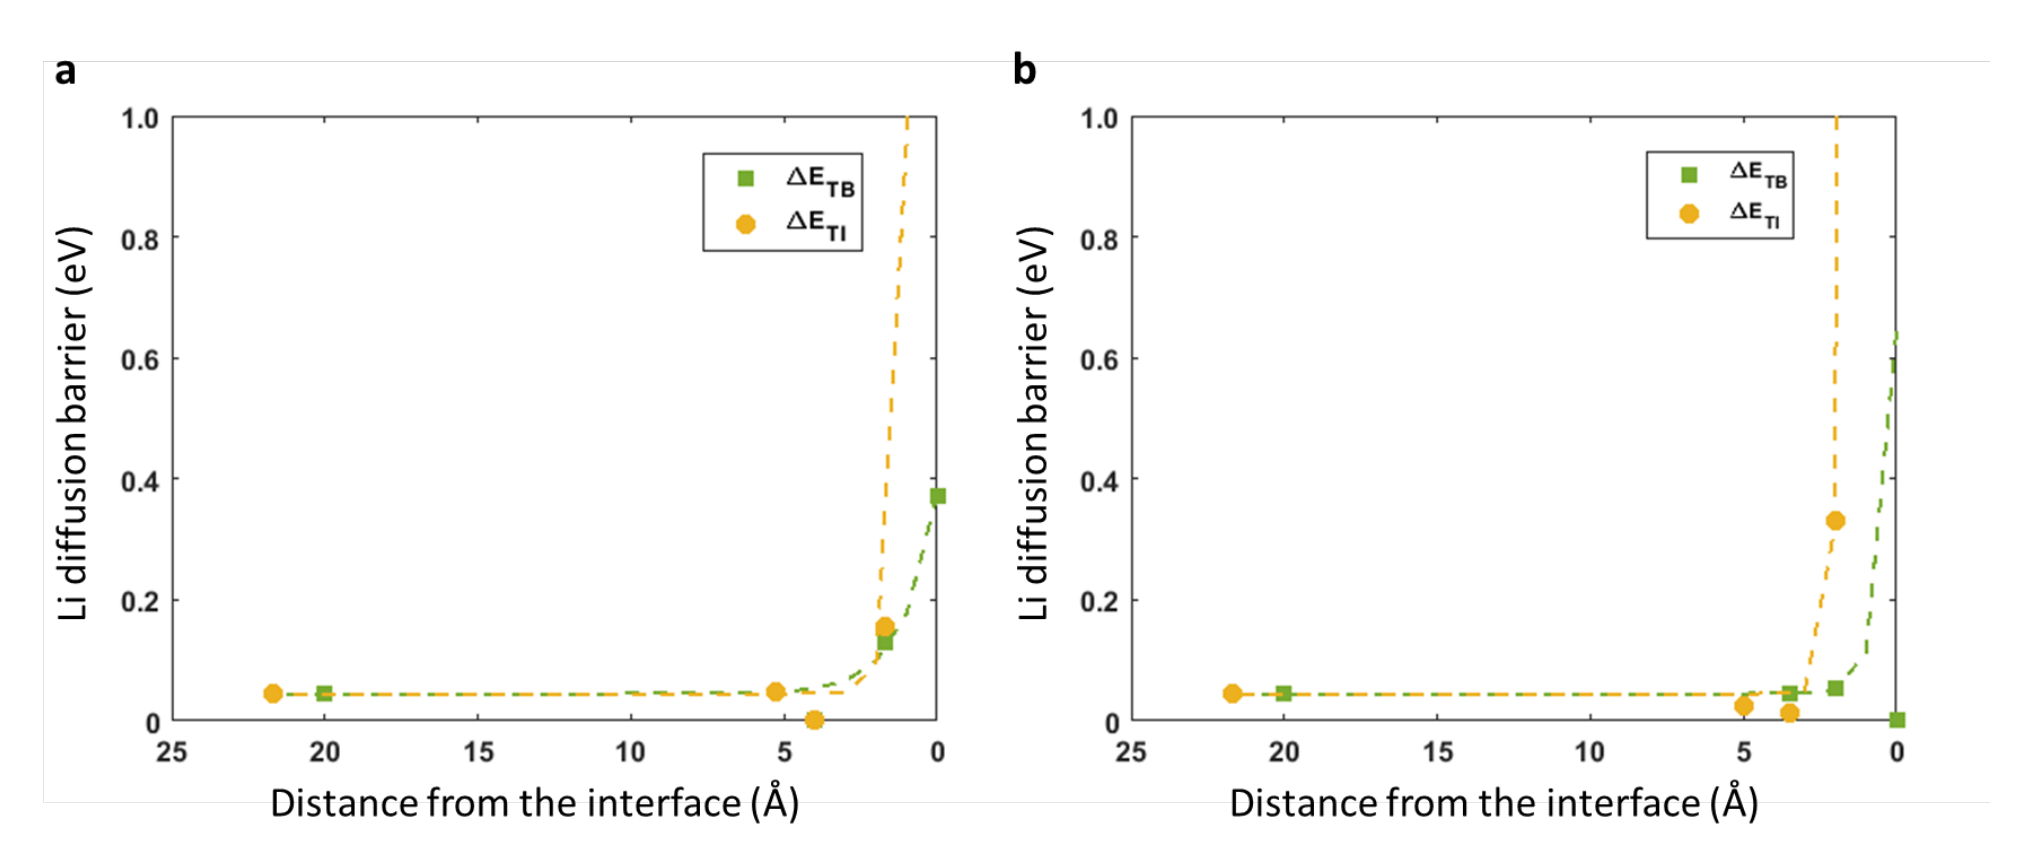 a
Li diffusion barrier (eV)
1.0
0.8
0.6
0.4
0.2
0
ΔE_TB
ΔE_TI
25 20 15 10 5 0
Distance from the interface (Å)
b
Li diffusion barrier (eV)
1.0
0.8
0.6
0.4
0.2
0
ΔE_TB
ΔE_TI
25 20 15 10 5 0
Distance from the interface (Å)